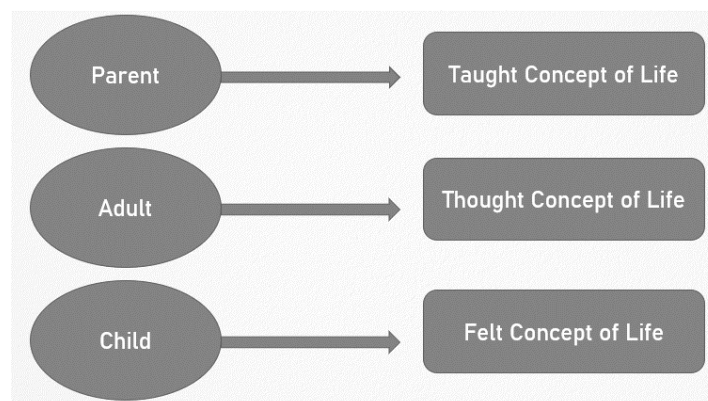 Parent
Taught Concept of Life
Adult
Thought Concept of Life
Child
Felt Concept of Life